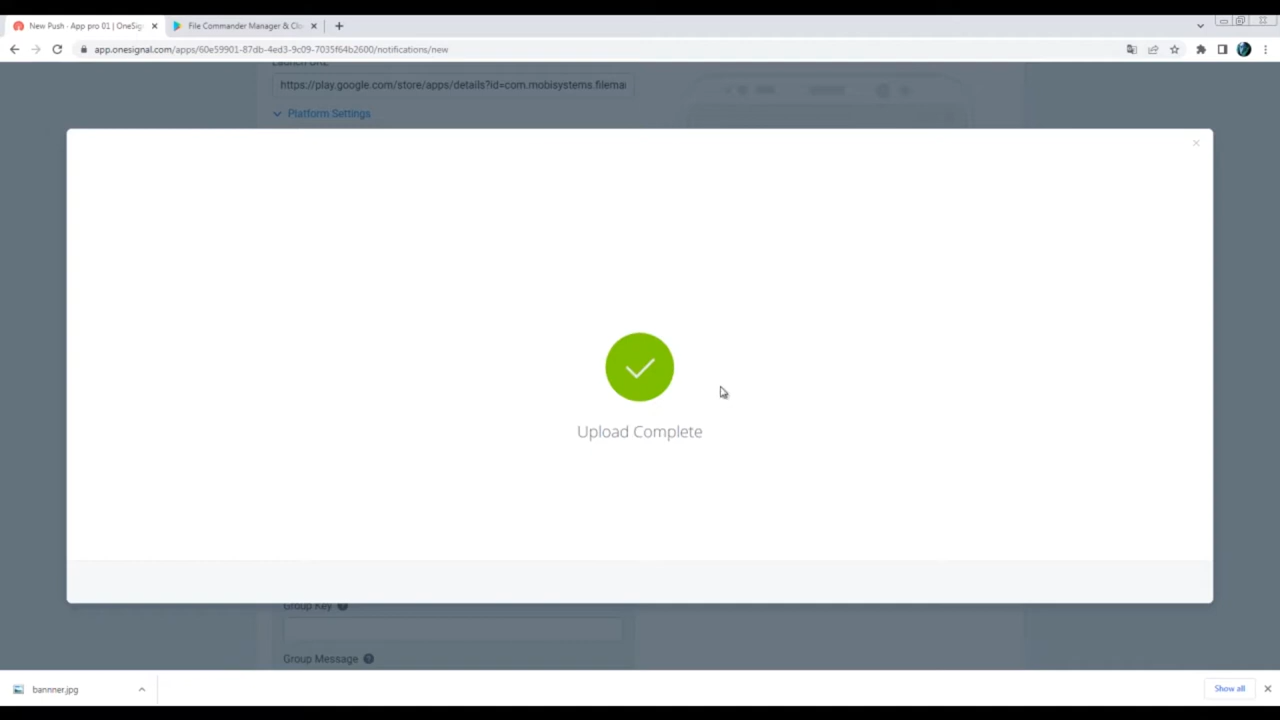 New Push - App pro 01 | OneSig
File Commander Manager & Clo
app.onesignal.com/apps/60e59901-87db-4ed3-9c09-7035f64b2600/notifications/new
Launch URL
https://play.google.com/store/apps/details?id=com.mobisystems.filema
Platform Settings
Upload Complete
Group Key
Group Message
bannner.jpg
Show all